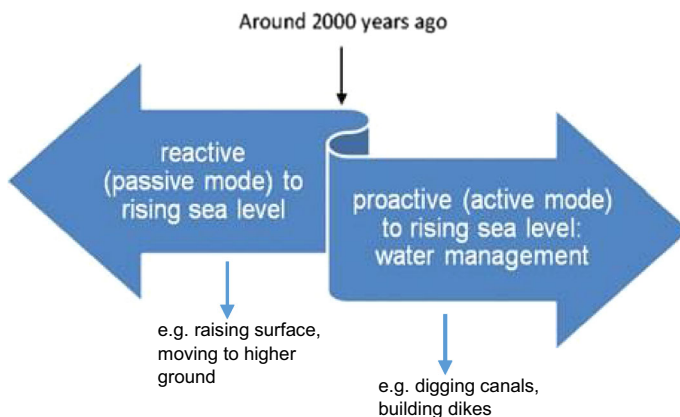 Around 2000 years ago
reactive
(passive mode) to
rising sea level
proactive (active mode)
to rising sea level:
water management
e.g. raising surface,
moving to higher
ground
e.g. digging canals,
building dikes